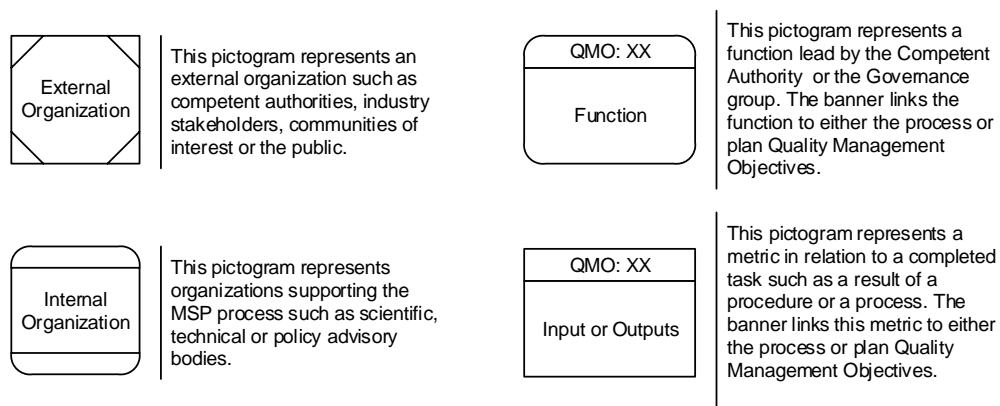 External
Organization
This pictogram represents an
external organization such as
competent authorities, industry
stakeholders, communities of
interest or the public.
QMO: XX
Function
This pictogram represents a
function lead by the Competent
Authority or the Governance
group. The banner links the
function to either the process or
plan Quality Management
Objectives.
Internal
Organization
This pictogram represents
organizations supporting the
MSP process such as scientific,
technical or policy advisory
bodies.
QMO: XX
Input or Outputs
This pictogram represents a
metric in relation to a completed
task such as a result of a
procedure or a process. The
banner links this metric to either
the process or plan Quality
Management Objectives.